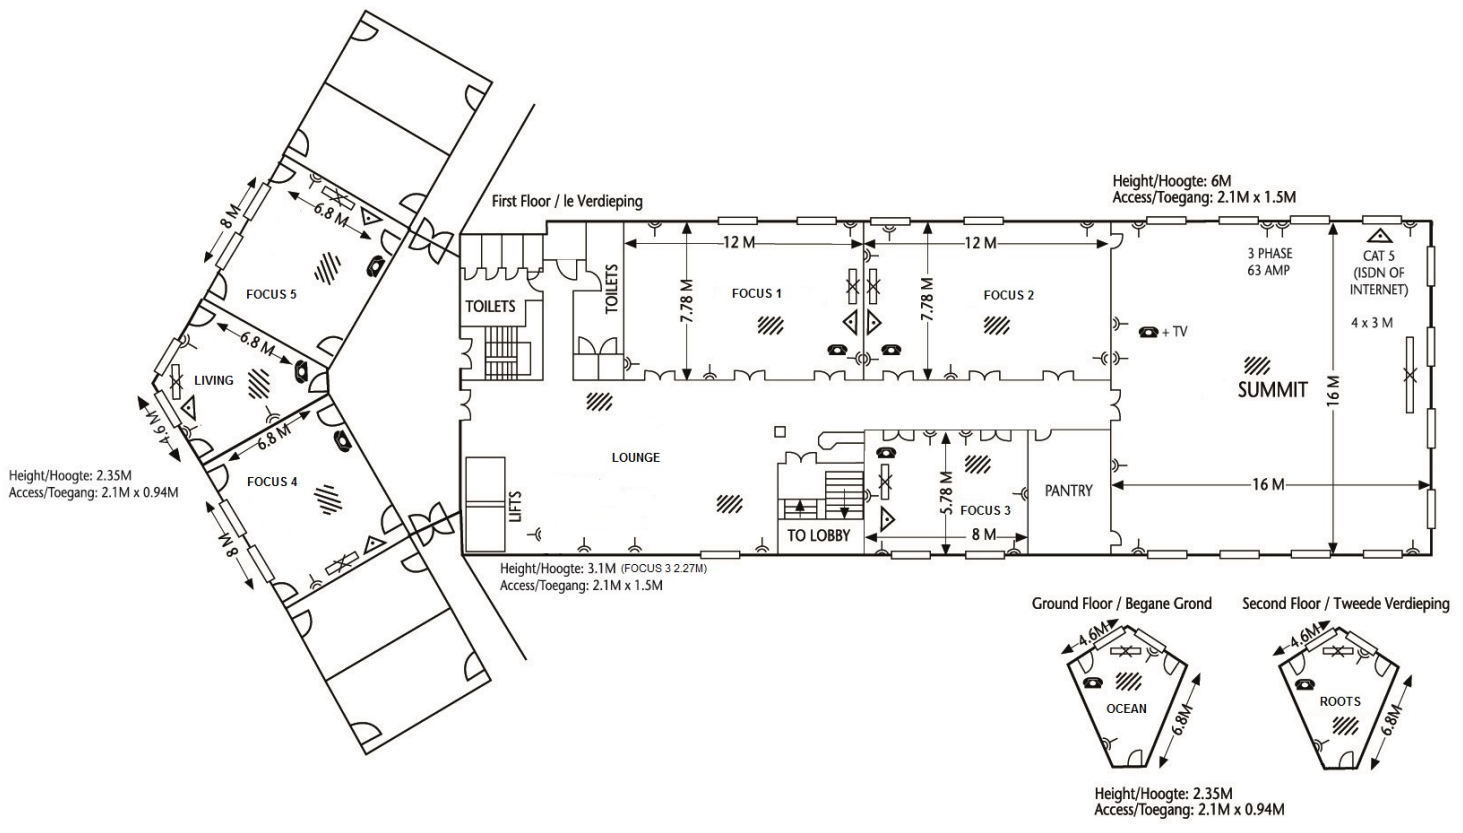 First Floor / Ie Verdieping
Height/Hoogte: 6M
Access/Toegang: 2.1M x 1.5M
8 M
6.8 M
FOCUS 5
TOILETS
TOILETS
12 M
7.78 M
FOCUS 1
12 M
7.78 M
FOCUS 2
3 PHASE
63 AMP
CAT 5
(ISDN OF
INTERNET)
4 x 3 M
+ TV
SUMMIT
16 M
16 M
6.8 M
LIVING
4.6 M
6.8 M
FOCUS 4
8 M
Height/Hoogte: 2.35M
Access/Toegang: 2.1M x 0.94M
LOUNGE
LIFTS
TO LOBBY
5.78 M
FOCUS 3
8 M
PANTRY
Height/Hoogte: 3.1M (FOCUS 3 2.27M)
Access/Toegang: 2.1M x 1.5M
Ground Floor / Begane Grond
4.6M
OCEAN
6.8M
Second Floor / Tweede Verdieping
4.6M
ROOTS
6.8M
Height/Hoogte: 2.35M
Access/Toegang: 2.1M x 0.94M